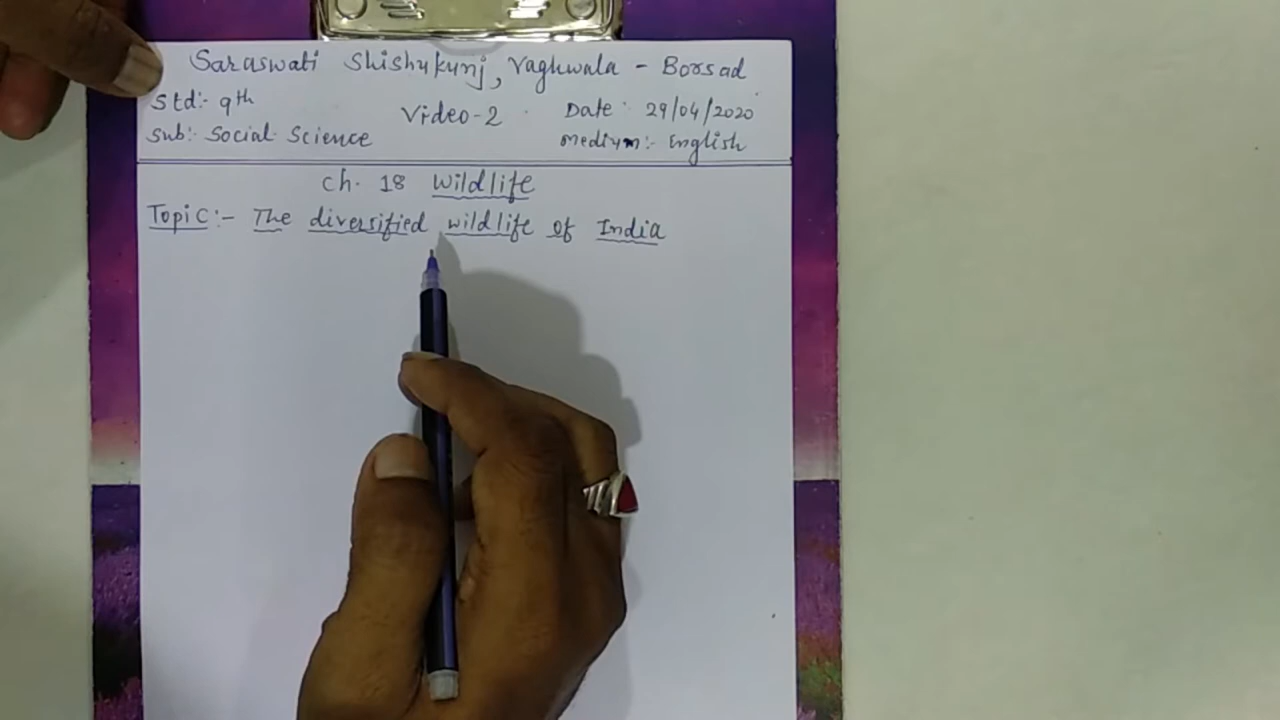 Saraswati Shishukunj, Vaghwala - Borsad
Std:- 9th Video-2 Date: 29/04/2020
Sub:- Social Science Medium:- English
Ch. 18 Wildlife
Topic:- The diversified wildlife of India